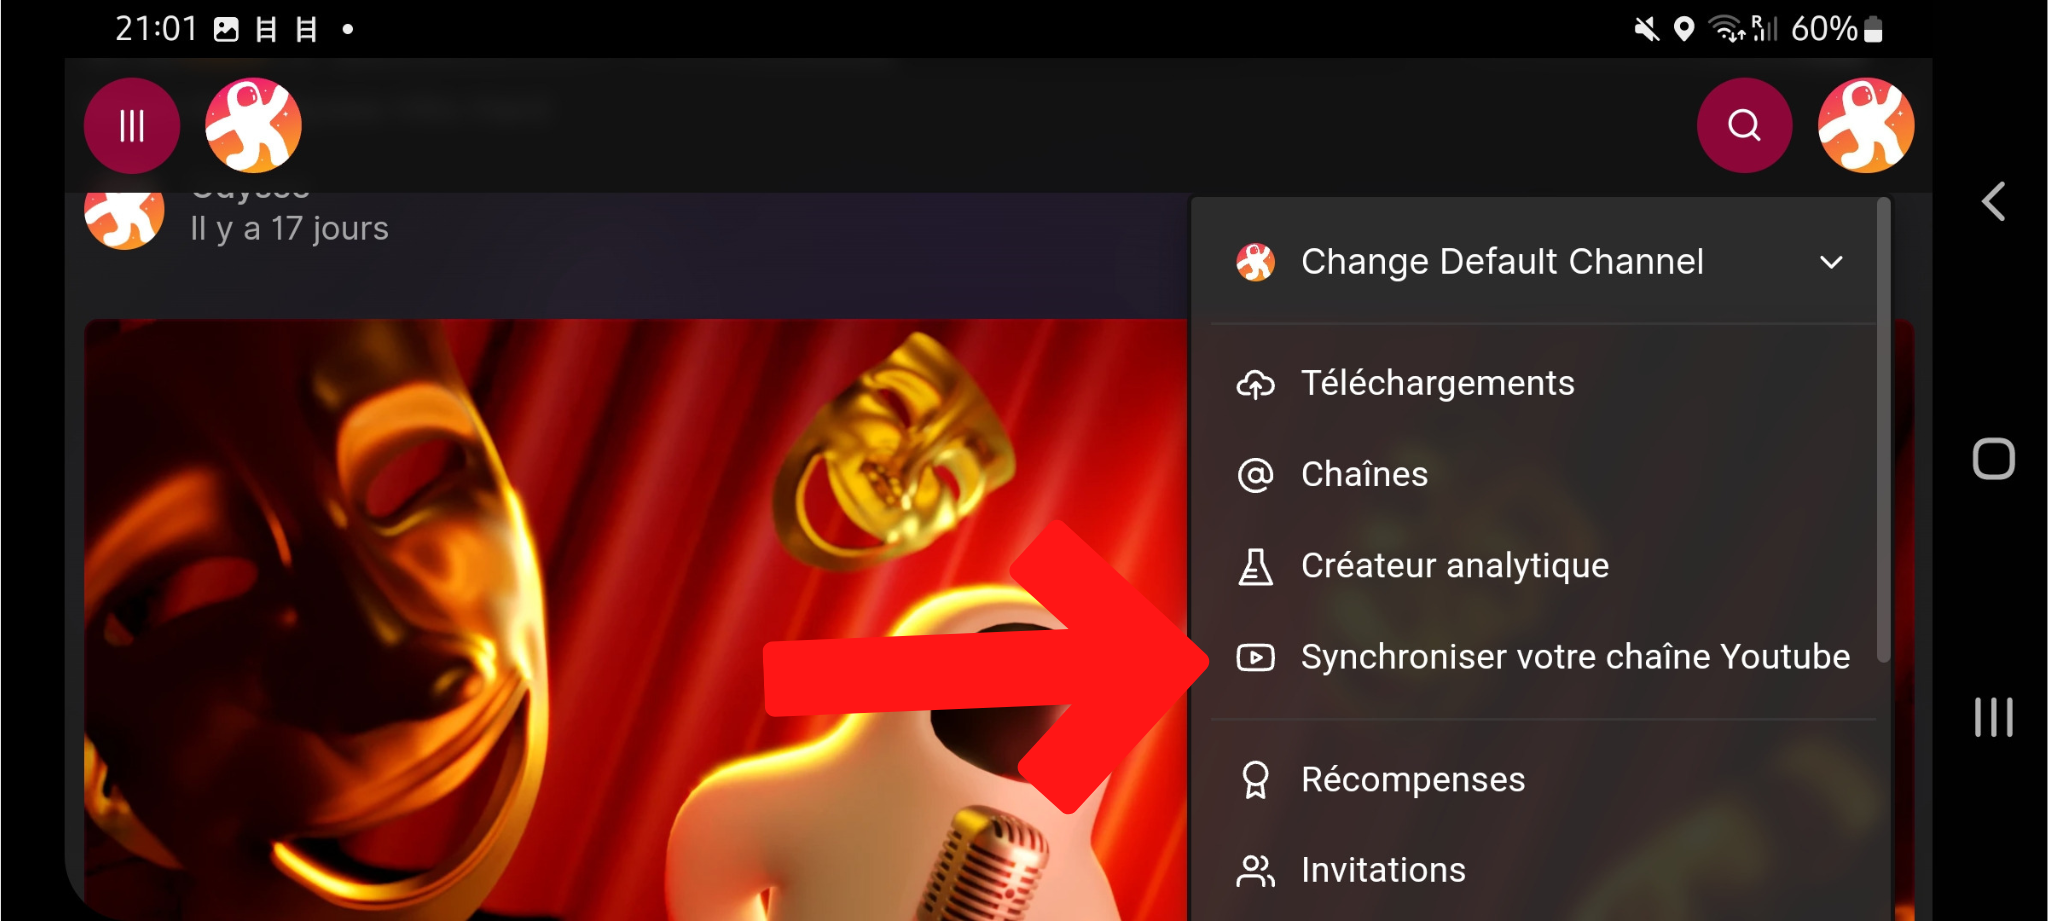 21:01
R
60%
Il y a 17 jours
Change Default Channel
Téléchargements
Chaînes
Créateur analytique
Synchroniser votre chaîne Youtube
Récompenses
Invitations